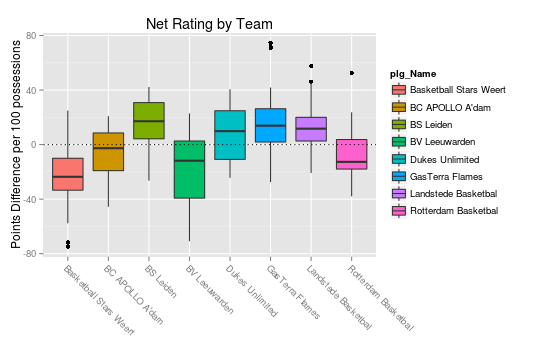 Net Rating by Team
Points Difference per 100 possessions
80
40
0
-40
-80
Basketball Stars Weert
BC APOLLO A'dam
BS Leiden
BV Leeuwarden
Dukes Unlimited
GasTerra Flames
Landstede Basketbal
Rotterdam Basketbal
plg_Name
Basketball Stars Weert
BC APOLLO A'dam
BS Leiden
BV Leeuwarden
Dukes Unlimited
GasTerra Flames
Landstede Basketbal
Rotterdam Basketbal